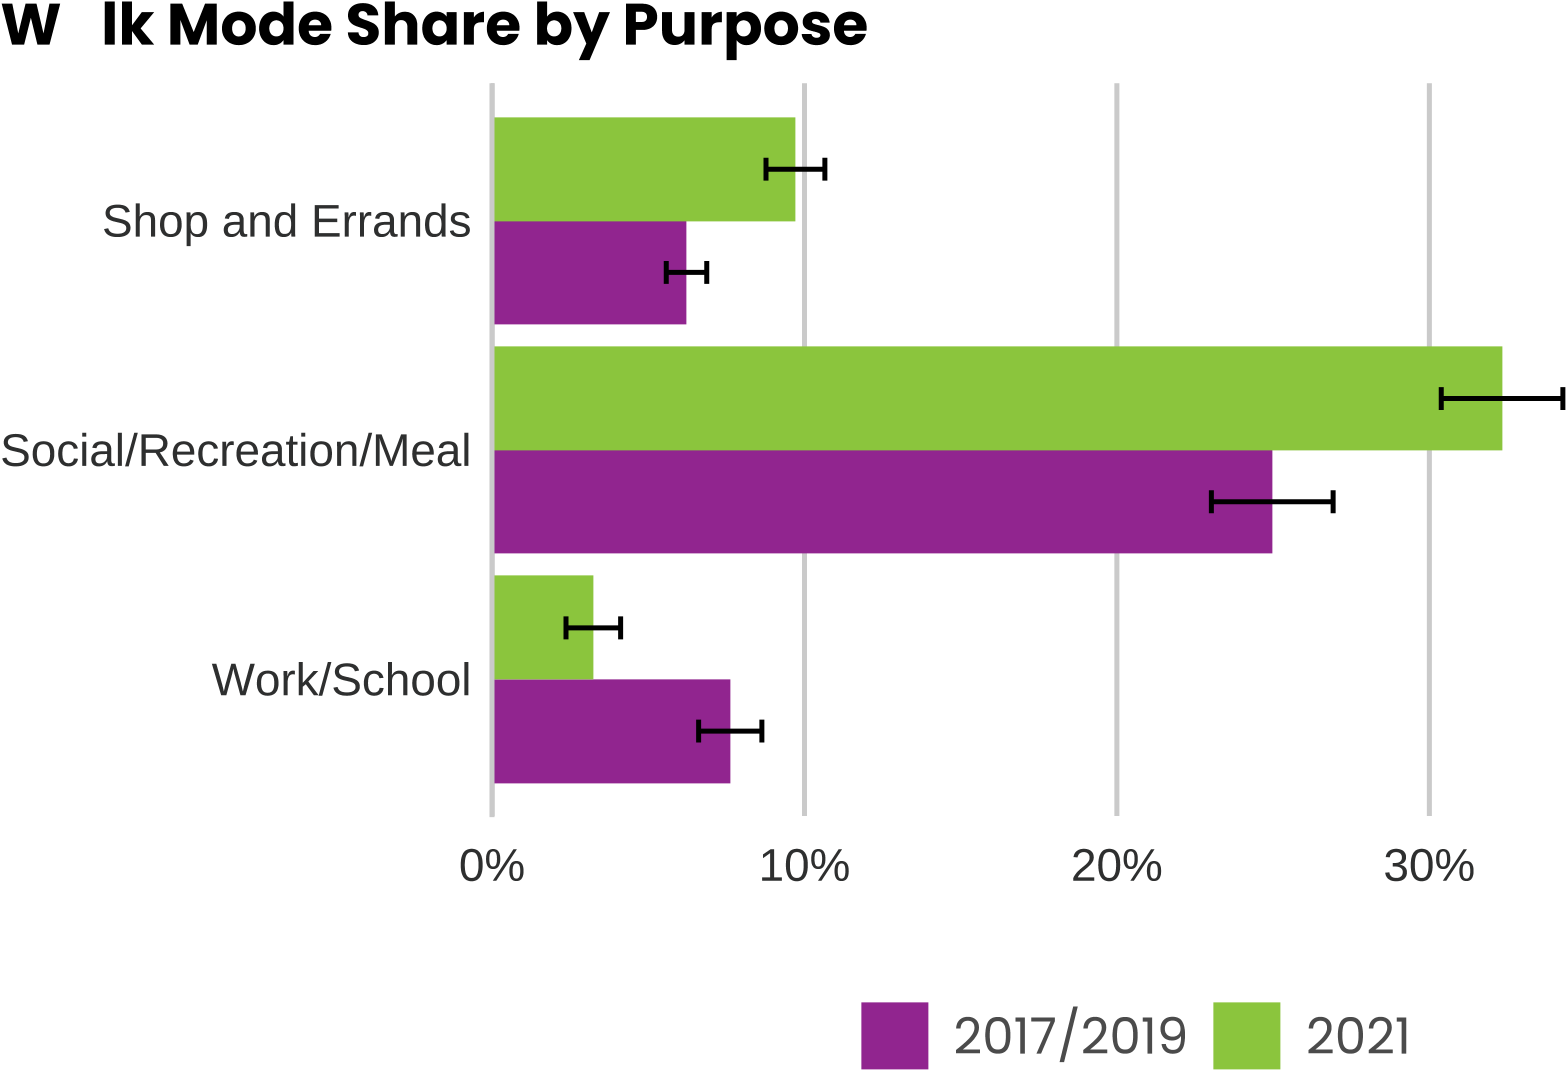 W lk Mode Share by Purpose
Shop and Errands
Social/Recreation/Meal
Work/School
0% 10% 20% 30%
2017/2019 2021